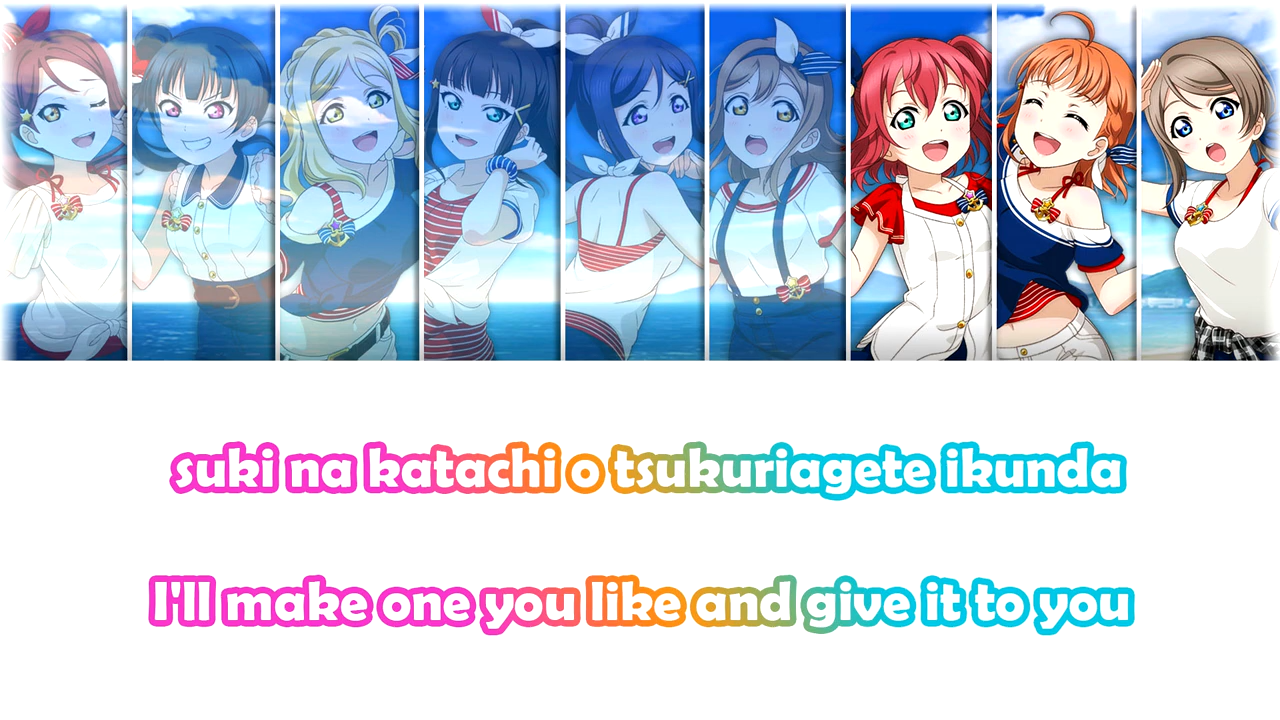 suki na katachi o tsukuriagete ikunda
I'll make one you like and give it to you